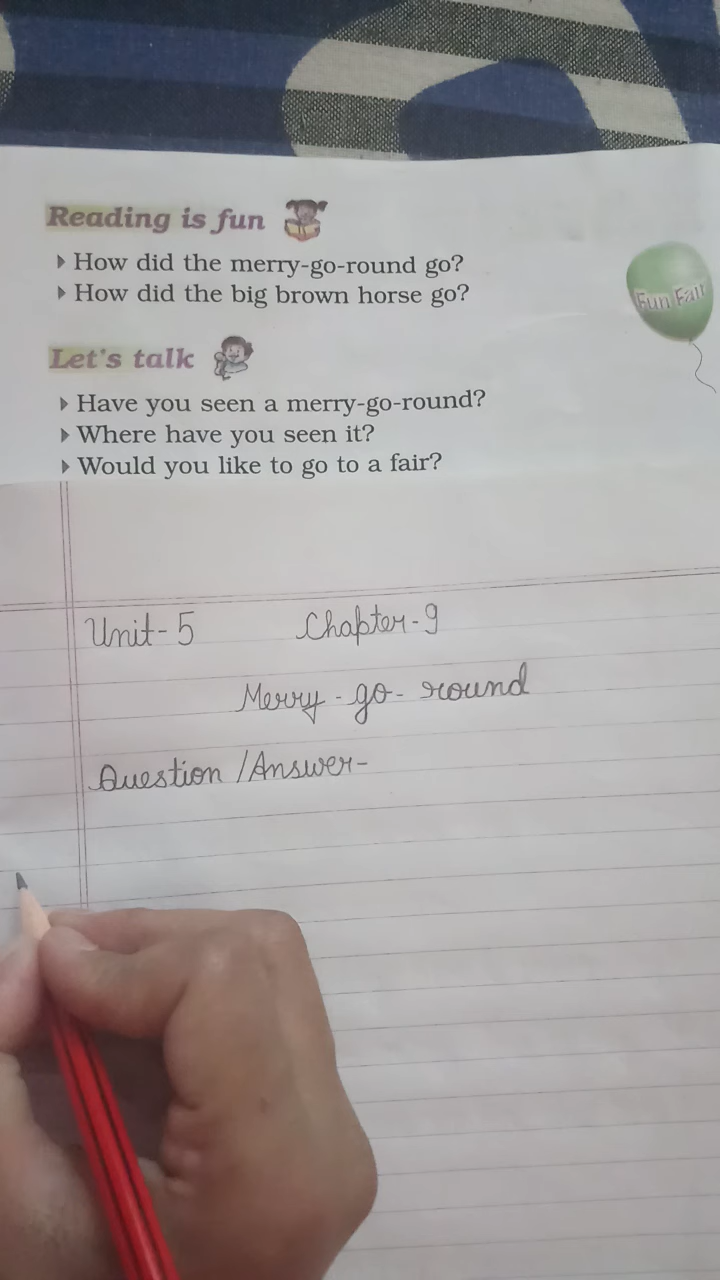 Reading is fun
▸ How did the merry-go-round go?
▸ How did the big brown horse go?
Fun Fair
Let's talk
▸ Have you seen a merry-go-round?
▸ Where have you seen it?
▸ Would you like to go to a fair?
Unit-5 Chapter-9
Merry-go-round
Question/Answer-